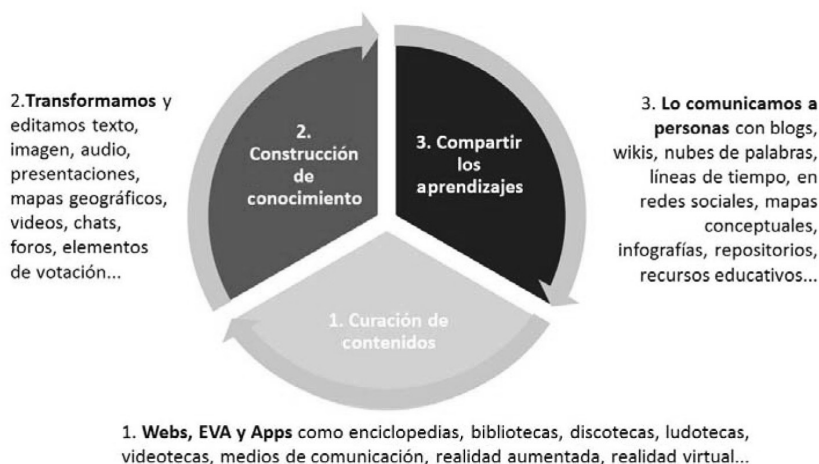 2.Transformamos y
editamos texto,
imagen, audio,
presentaciones,
mapas geográficos,
videos, chats,
foros, elementos
de votación...
2.
Construcción
de
conocimiento
3. Compartir
los
aprendizajes
3. Lo comunicamos a
personas con blogs,
wikis, nubes de palabras,
líneas de tiempo, en
redes sociales, mapas
conceptuales,
infografías, repositorios,
recursos educativos...
1. Curación de
contenidos
1. Webs, EVA y Apps como enciclopedias, bibliotecas, discotecas, ludotecas,
videotecas, medios de comunicación, realidad aumentada, realidad virtual...